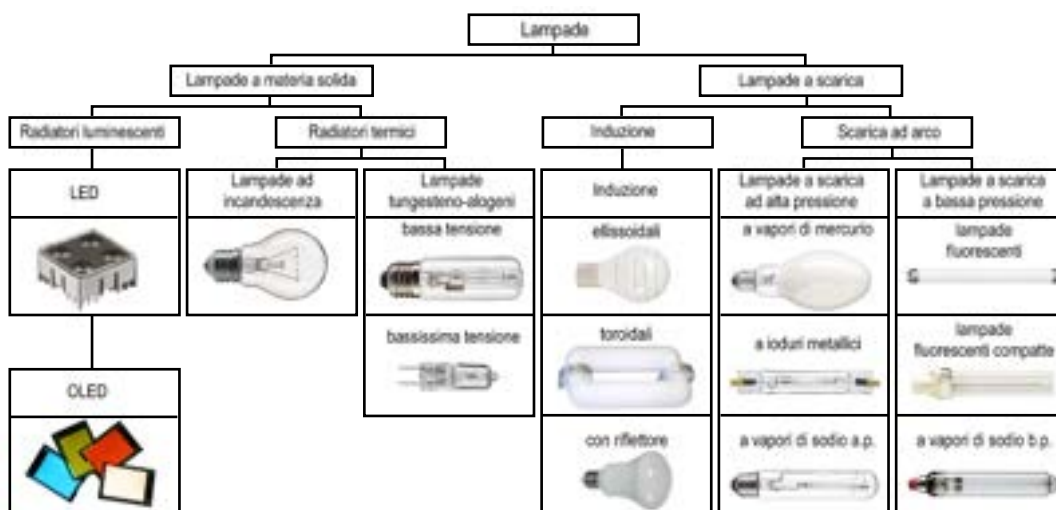 Lampade
Lampade a materia solida
Lampade a scarica
Radiatori luminescenti
Radiatori termici
Induzione
Scarica ad arco
LED
Lampade ad
incandescenza
Lampade
tungesteno-alogeni
Induzione
Lampade a scarica
ad alta pressione
Lampade a scarica
a bassa pressione
bassa tensione
ellissoidali
a vapori di mercurio
lampade
fluorescenti
bassissima tensione
toroidali
a ioduri metallici
lampade
fluorescenti compatte
OLED
con riflettore
a vapori di sodio a.p.
a vapori di sodio b.p.